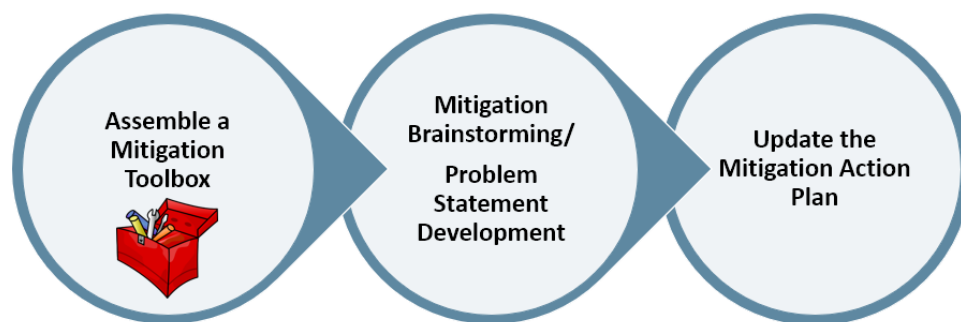 Assemble a
Mitigation
Toolbox
Mitigation
Brainstorming/
Problem
Statement
Development
Update the
Mitigation Action
Plan